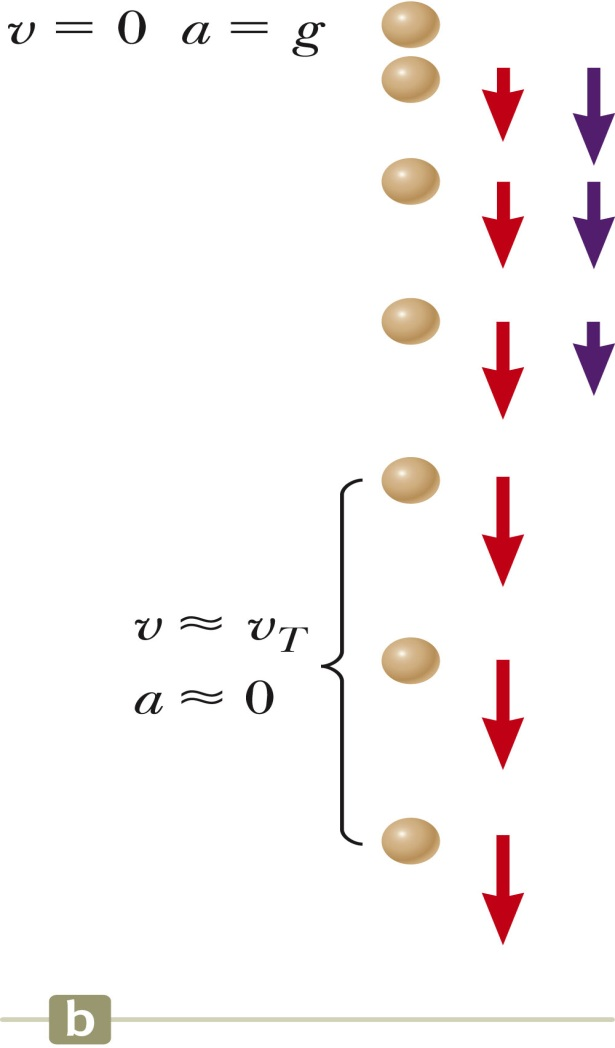 v = 0 a = g
v ≈ v_T
a ≈ 0
b